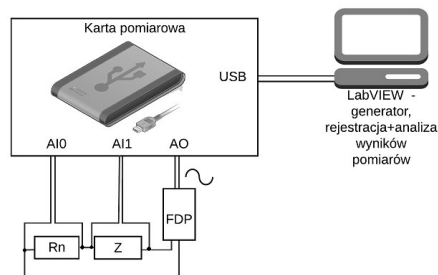 Karta pomiarowa
USB
AI0 AI1 AO
LabVIEW -
generator,
rejestracja+analiza
wyników
pomiarów
FDP
Rn
Z